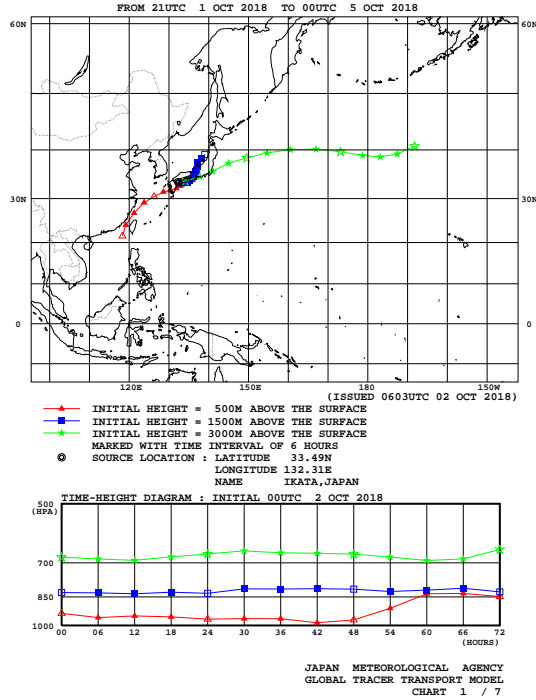 FROM 21UTC 1 OCT 2018 TO 00UTC 5 OCT 2018
60N 60N
30N 30N
0 0
120E 150E 180 150W
(ISSUED 0603UTC 02 OCT 2018)
INITIAL HEIGHT = 500M ABOVE THE SURFACE
INITIAL HEIGHT = 1500M ABOVE THE SURFACE
INITIAL HEIGHT = 3000M ABOVE THE SURFACE
MARKED WITH TIME INTERVAL OF 6 HOURS
SOURCE LOCATION : LATITUDE 33.49N
LONGITUDE 132.31E
NAME IKATA,JAPAN
TIME-HEIGHT DIAGRAM : INITIAL 00UTC 2 OCT 2018
500
(HPA)
700
850
1000
00 06 12 18 24 30 36 42 48 54 60 66 72
(HOURS)
JAPAN METEOROLOGICAL AGENCY
GLOBAL TRACER TRANSPORT MODEL
CHART 1 / 7